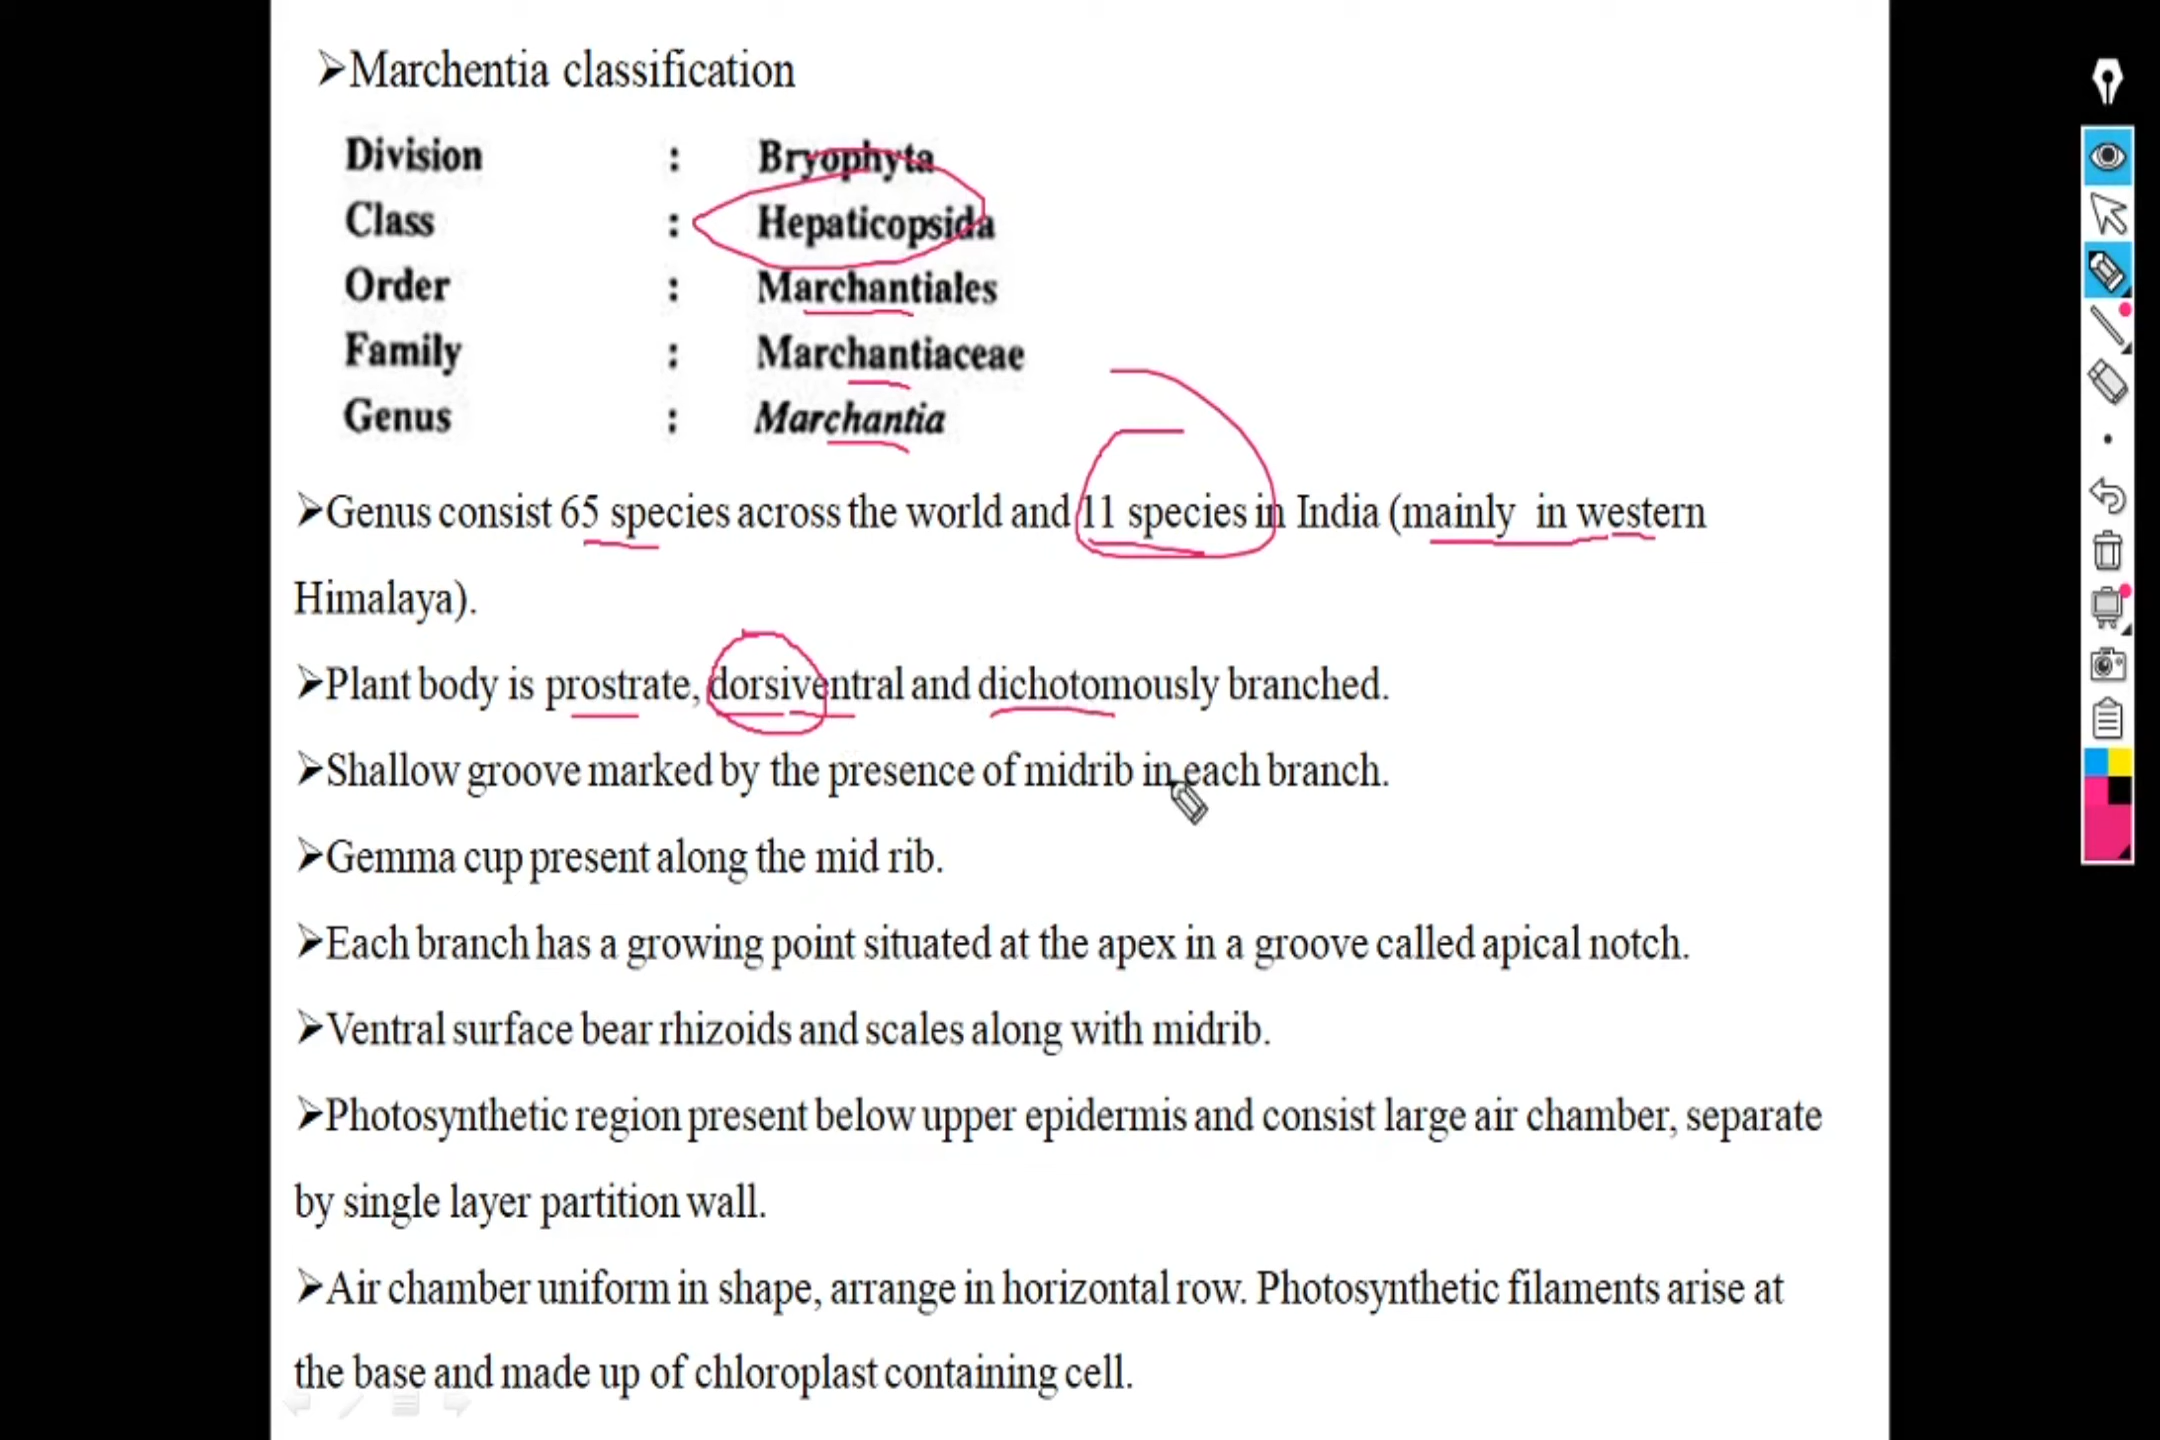 ➢Marchentia classification
Division : Bryophyta
Class : Hepaticopsida
Order : Marchantiales
Family : Marchantiaceae
Genus : Marchantia
➢Genus consist 65 species across the world and 11 species in India (mainly in western
Himalaya).
➢Plant body is prostrate, dorsiventral and dichotomously branched.
➢Shallow groove marked by the presence of midrib in each branch.
➢Gemma cup present along the mid rib.
➢Each branch has a growing point situated at the apex in a groove called apical notch.
➢Ventral surface bear rhizoids and scales along with midrib.
➢Photosynthetic region present below upper epidermis and consist large air chamber, separate
by single layer partition wall.
➢Air chamber uniform in shape, arrange in horizontal row. Photosynthetic filaments arise at
the base and made up of chloroplast containing cell.